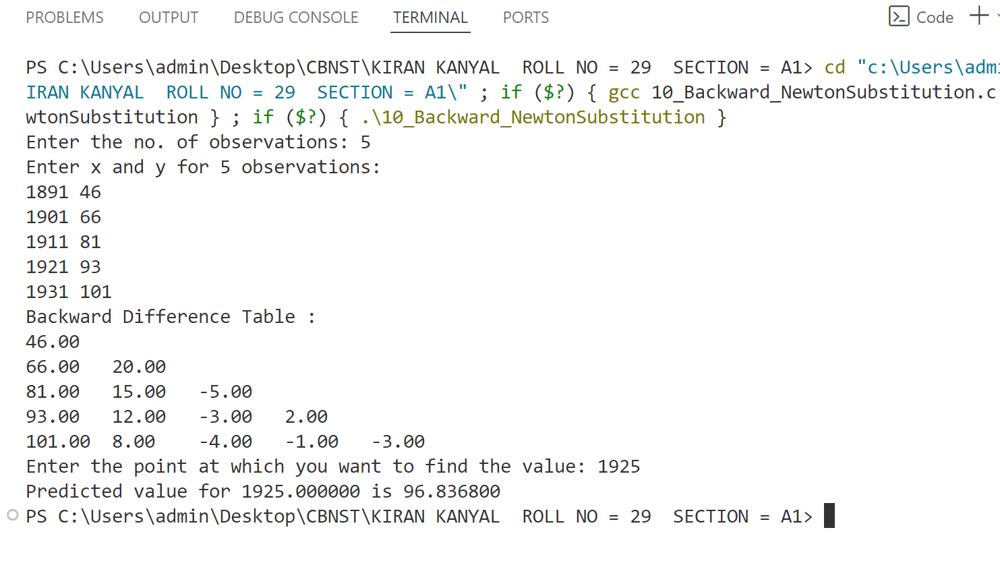 PROBLEMS OUTPUT DEBUG CONSOLE TERMINAL PORTS Code
PS C:\Users\admin\Desktop\CBNST\KIRAN KANYAL  ROLL NO = 29  SECTION = A1> cd "c:\Users\admi
IRAN KANYAL  ROLL NO = 29  SECTION = A1\" ; if ($?) { gcc 10_Backward_NewtonSubstitution.c
wtonSubstitution } ; if ($?) { .\10_Backward_NewtonSubstitution }
Enter the no. of observations: 5
Enter x and y for 5 observations:
1891 46
1901 66
1911 81
1921 93
1931 101
Backward Difference Table :
46.00
66.00   20.00
81.00   15.00   -5.00
93.00   12.00   -3.00   2.00
101.00  8.00    -4.00   -1.00   -3.00
Enter the point at which you want to find the value: 1925
Predicted value for 1925.000000 is 96.836800
PS C:\Users\admin\Desktop\CBNST\KIRAN KANYAL  ROLL NO = 29  SECTION = A1>